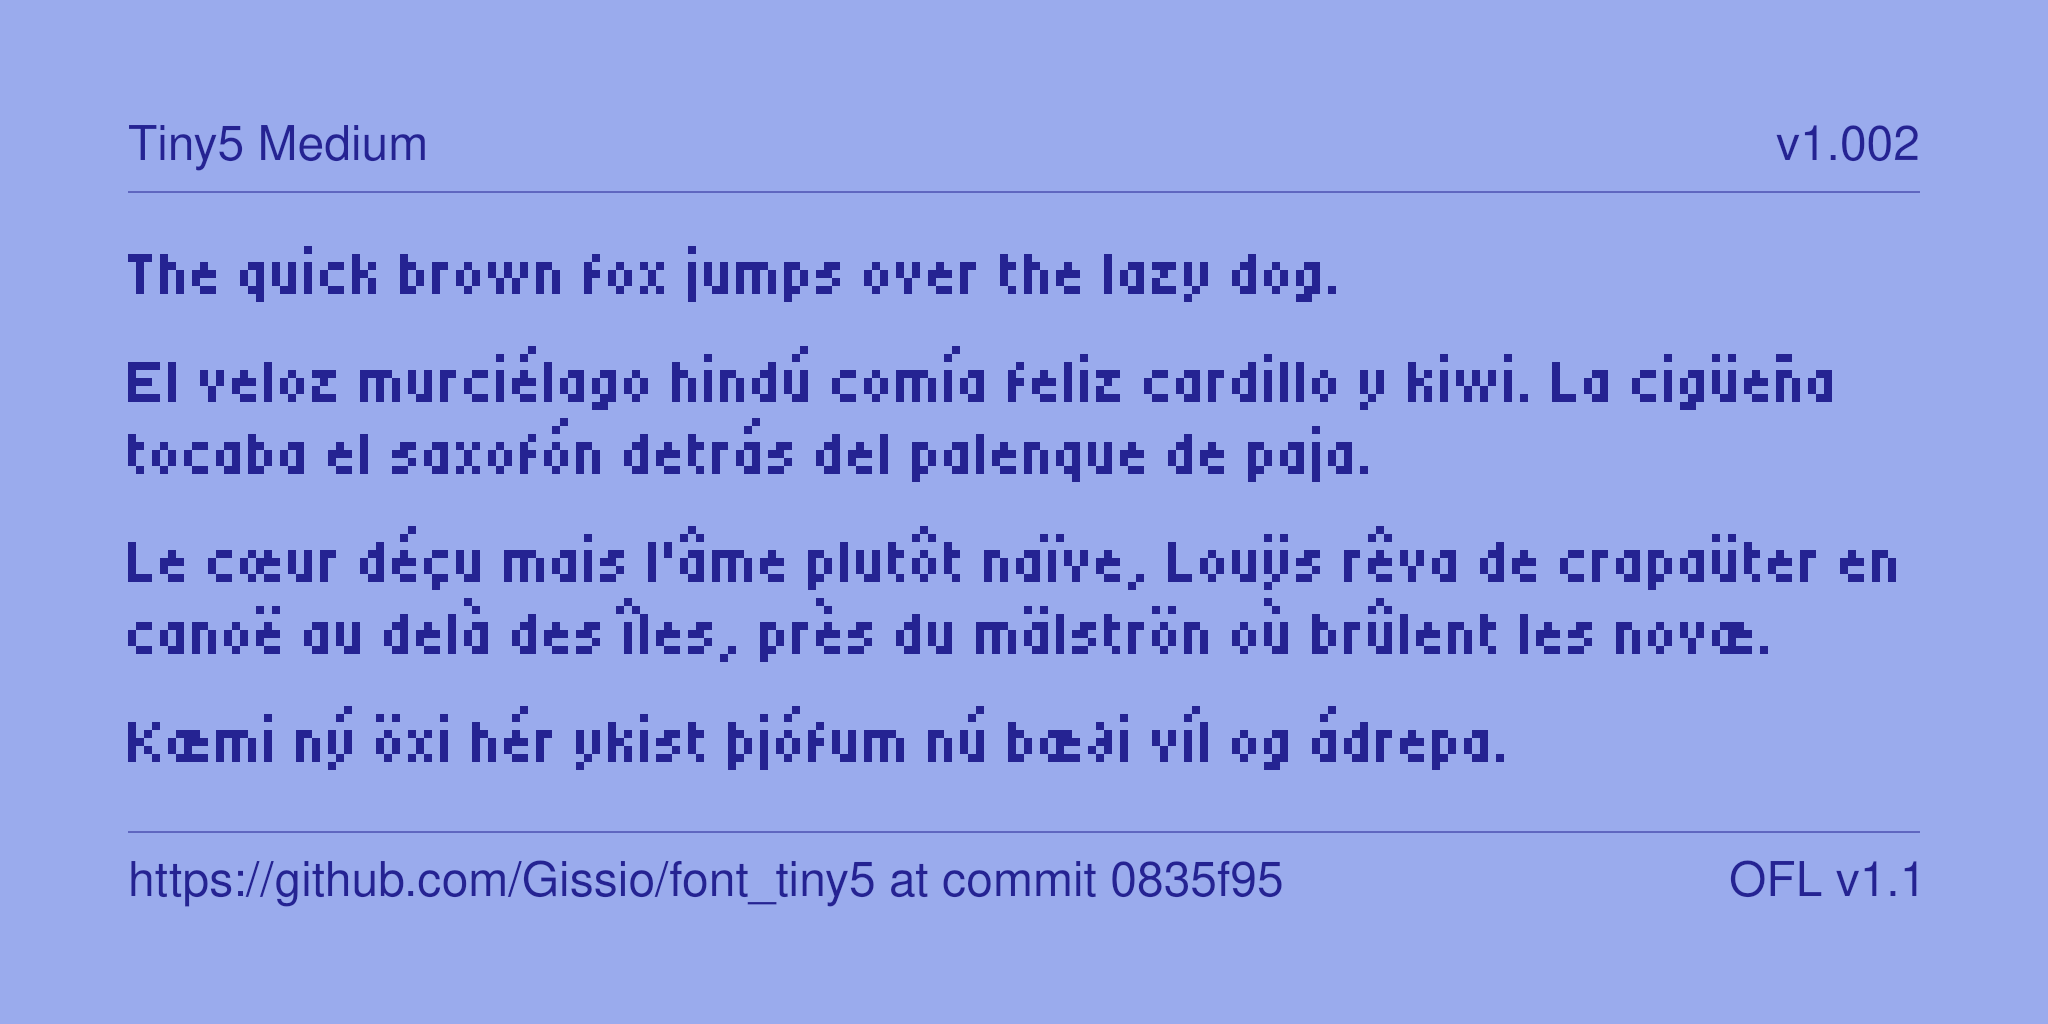 Tiny5 Medium
v1.002
The quick brown fox jumps over the lazy dog.
El veloz murciélago hindú comía feliz cardillo y kiwi. La cigüeña
tocaba el saxofón detrás del palenque de paja.
Le cœur déçu mais l'âme plutôt naïve, Louÿs rêva de crapaüter en
canoë au delà des îles, près du mälström où brûlent les novæ.
Kæmi ný öxi hér ykist þjófum nú bæði víl og ádrepa.
https://github.com/Gissio/font_tiny5 at commit 0835f95
OFL v1.1